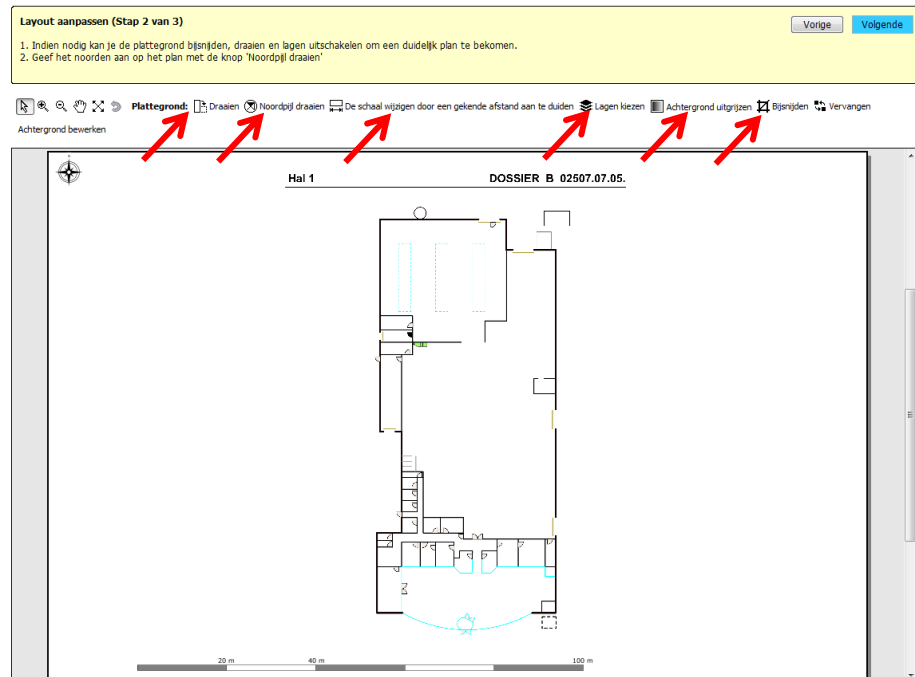 Layout aanpassen (Stap 2 van 3)
Vorige
Volgende
1. Indien nodig kan je de plattegrond bijsnijden, draaien en lagen uitschakelen om een duidelijk plan te bekomen.
2. Geef het noorden aan op het plan met de knop 'Noordpijl draaien'
Plattegrond: Draaien Noordpijl draaien De schaal wijzigen door een gekende afstand aan te duiden Lagen kiezen Achtergrond uitgrijzen Bijsnijden Vervangen
Achtergrond bewerken
Hal 1 DOSSIER B 02507.07.05.
20 m 40 m 100 m